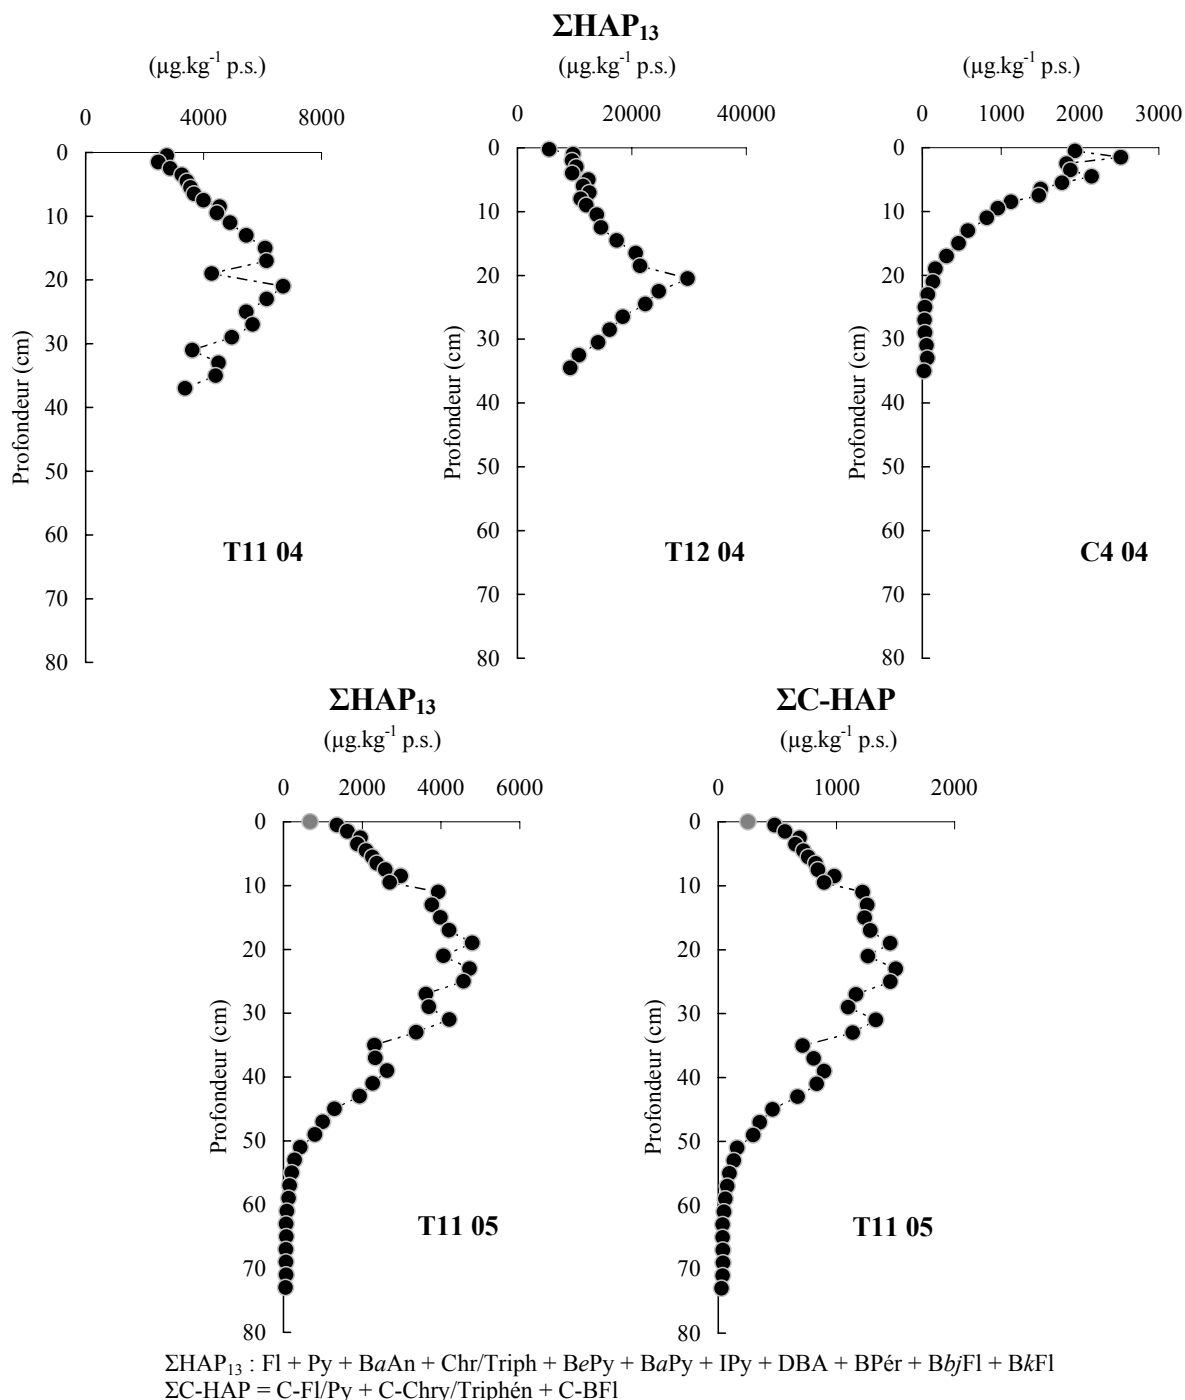 ΣHAP₁₃
(µg.kg⁻¹ p.s.) (µg.kg⁻¹ p.s.) (µg.kg⁻¹ p.s.)
0 4000 8000
0
10
20
30
40
50
60
70
80
Profondeur (cm)
T11 04
0 20000 40000
0
10
20
30
40
50
60
70
80
Profondeur (cm)
T12 04
0 1000 2000 3000
0
10
20
30
40
50
60
70
80
Profondeur (cm)
C4 04
ΣHAP₁₃
(µg.kg⁻¹ p.s.)
0 2000 4000 6000
0
10
20
30
40
50
60
70
80
Profondeur (cm)
T11 05
ΣC-HAP
(µg.kg⁻¹ p.s.)
0 1000 2000
0
10
20
30
40
50
60
70
80
Profondeur (cm)
T11 05
ΣHAP₁₃ : Fl + Py + BaAn + Chr/Triph + BePy + BaPy + IPy + DBA + BPér + BbjFl + BkFl
ΣC-HAP = C-Fl/Py + C-Chry/Triphén + C-BFl